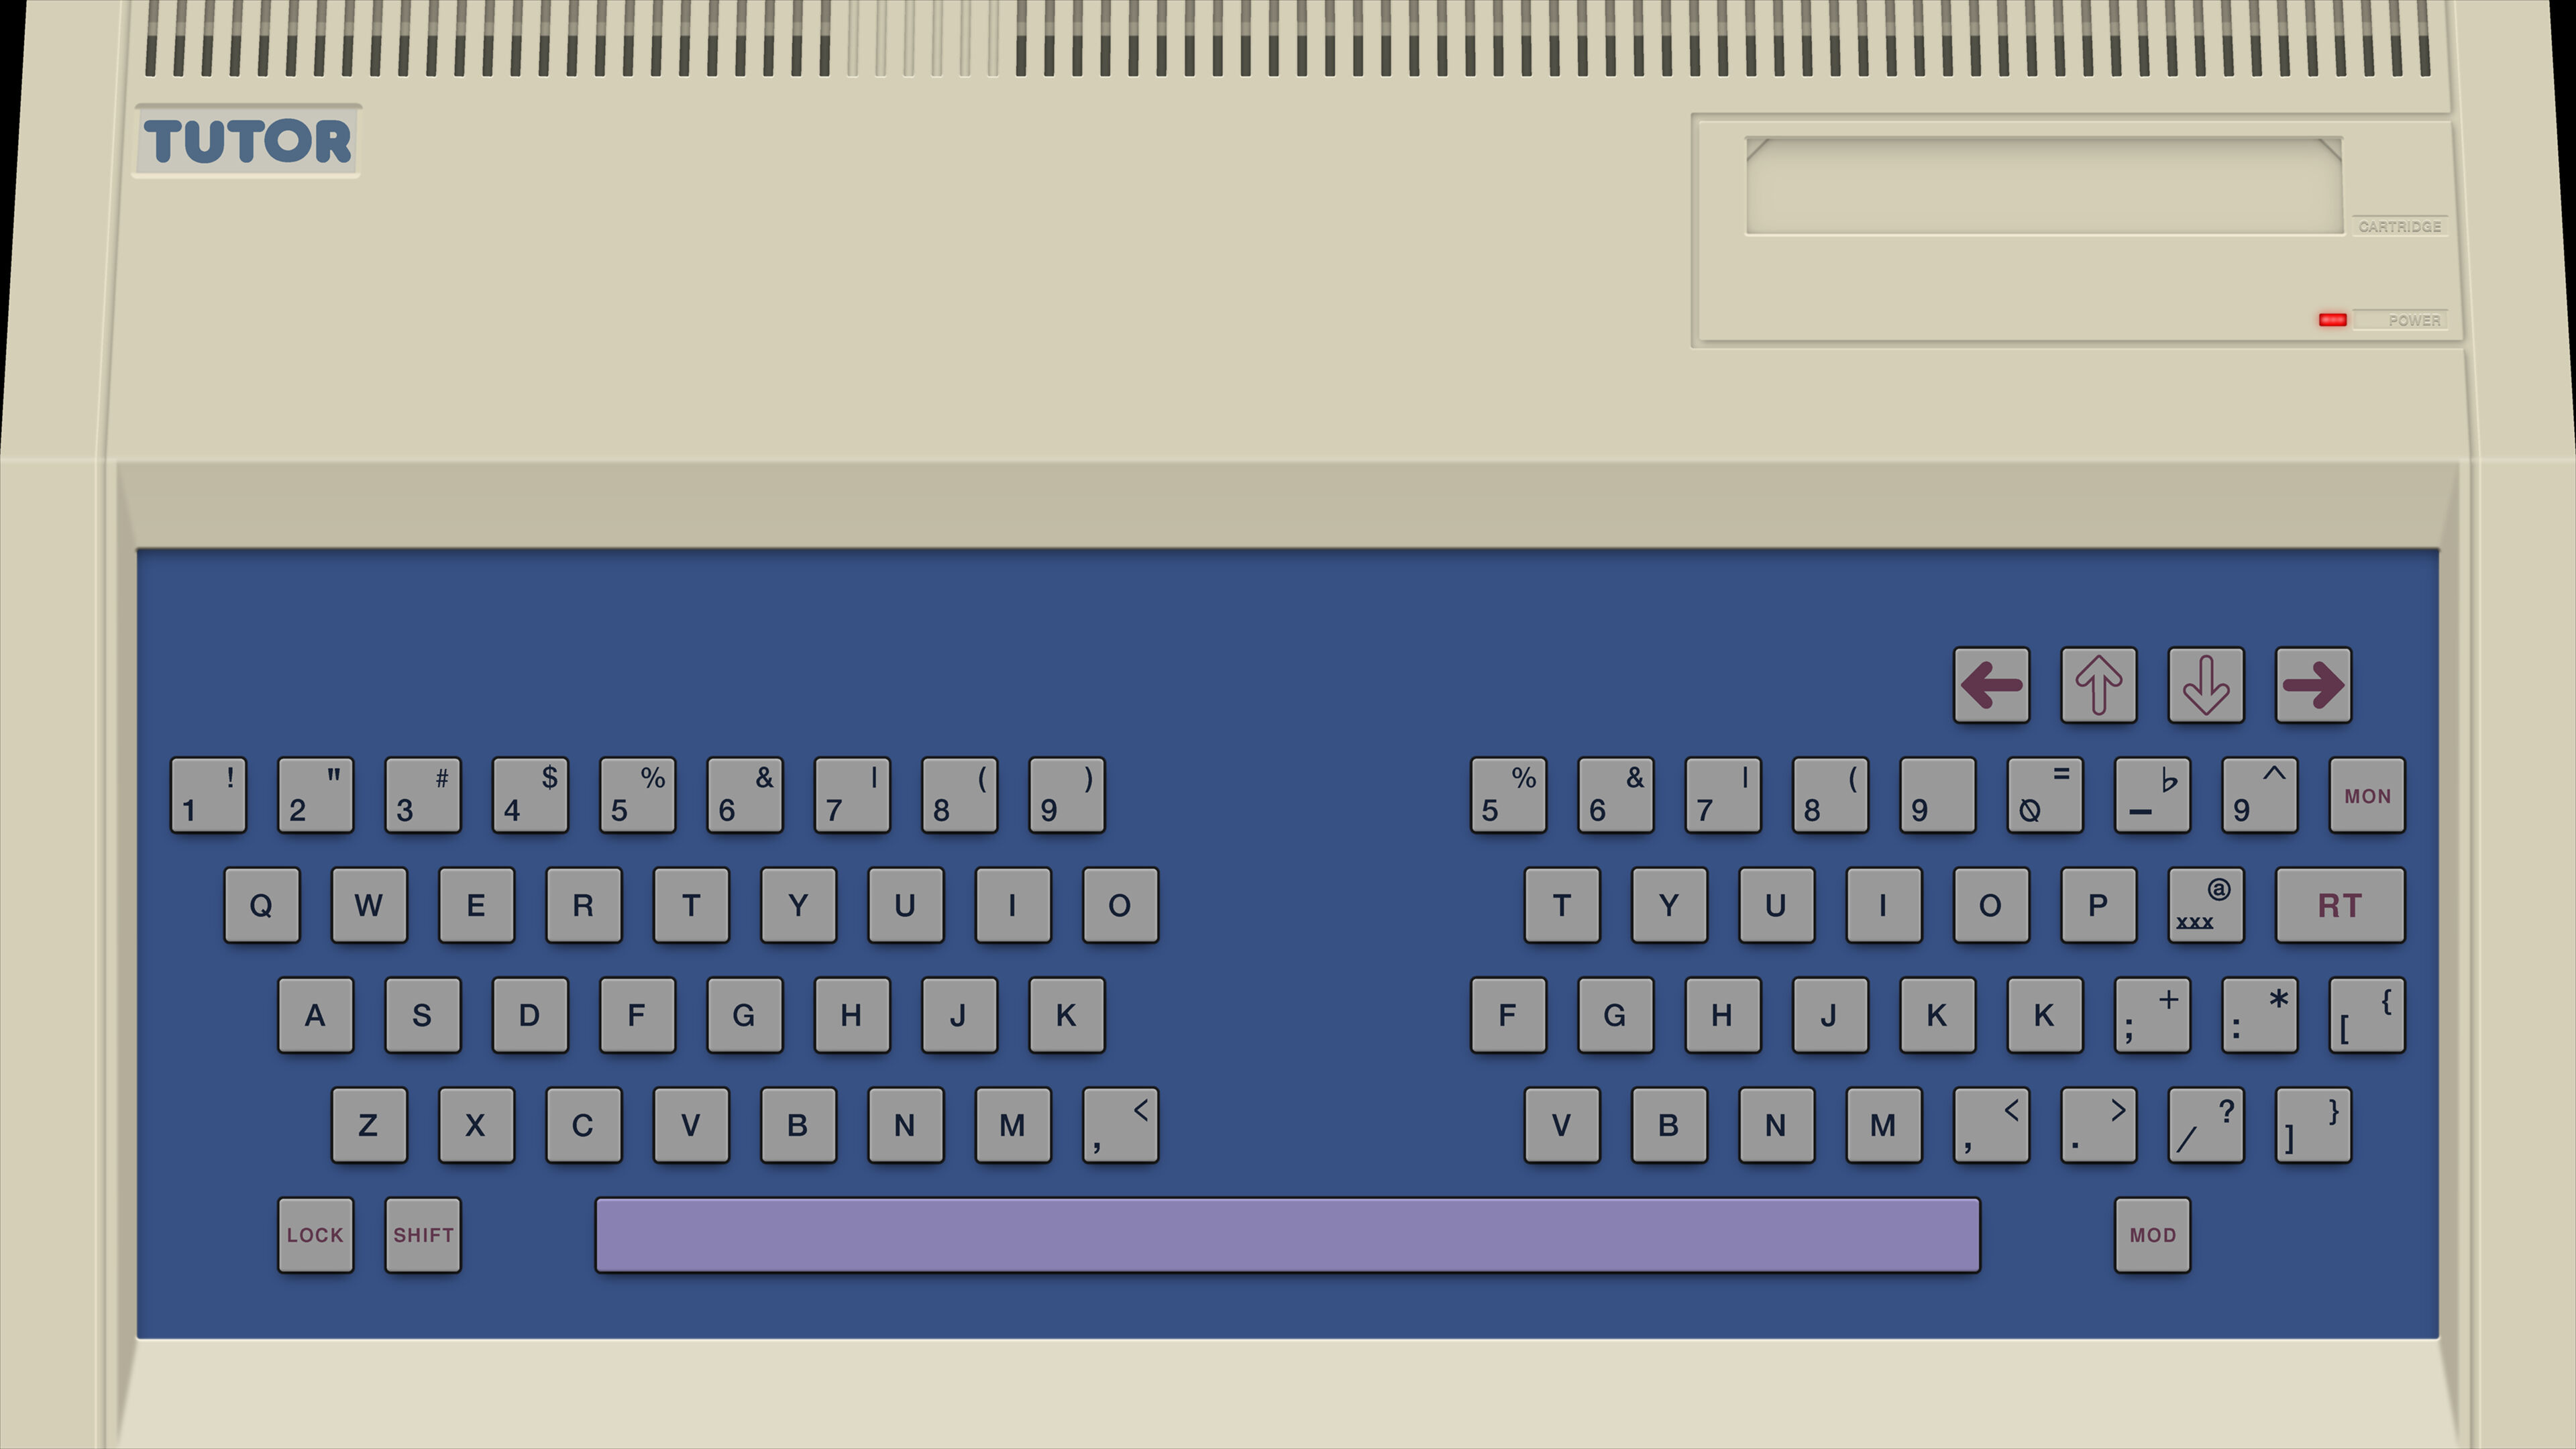 TUTOR
CARTRIDGE
POWER
! " # $ % & | ( ) % & | ( = ♭ ^
1 2 3 4 5 6 7 8 9 5 6 7 8 9 0 – 9 MON
Q W E R T Y U I O T Y U I O P @ xxx RT
A S D F G H J K F G H J K K ; + : * [ {
Z X C V B N M , < V B N M , < . > / ? ] }
LOCK SHIFT MOD